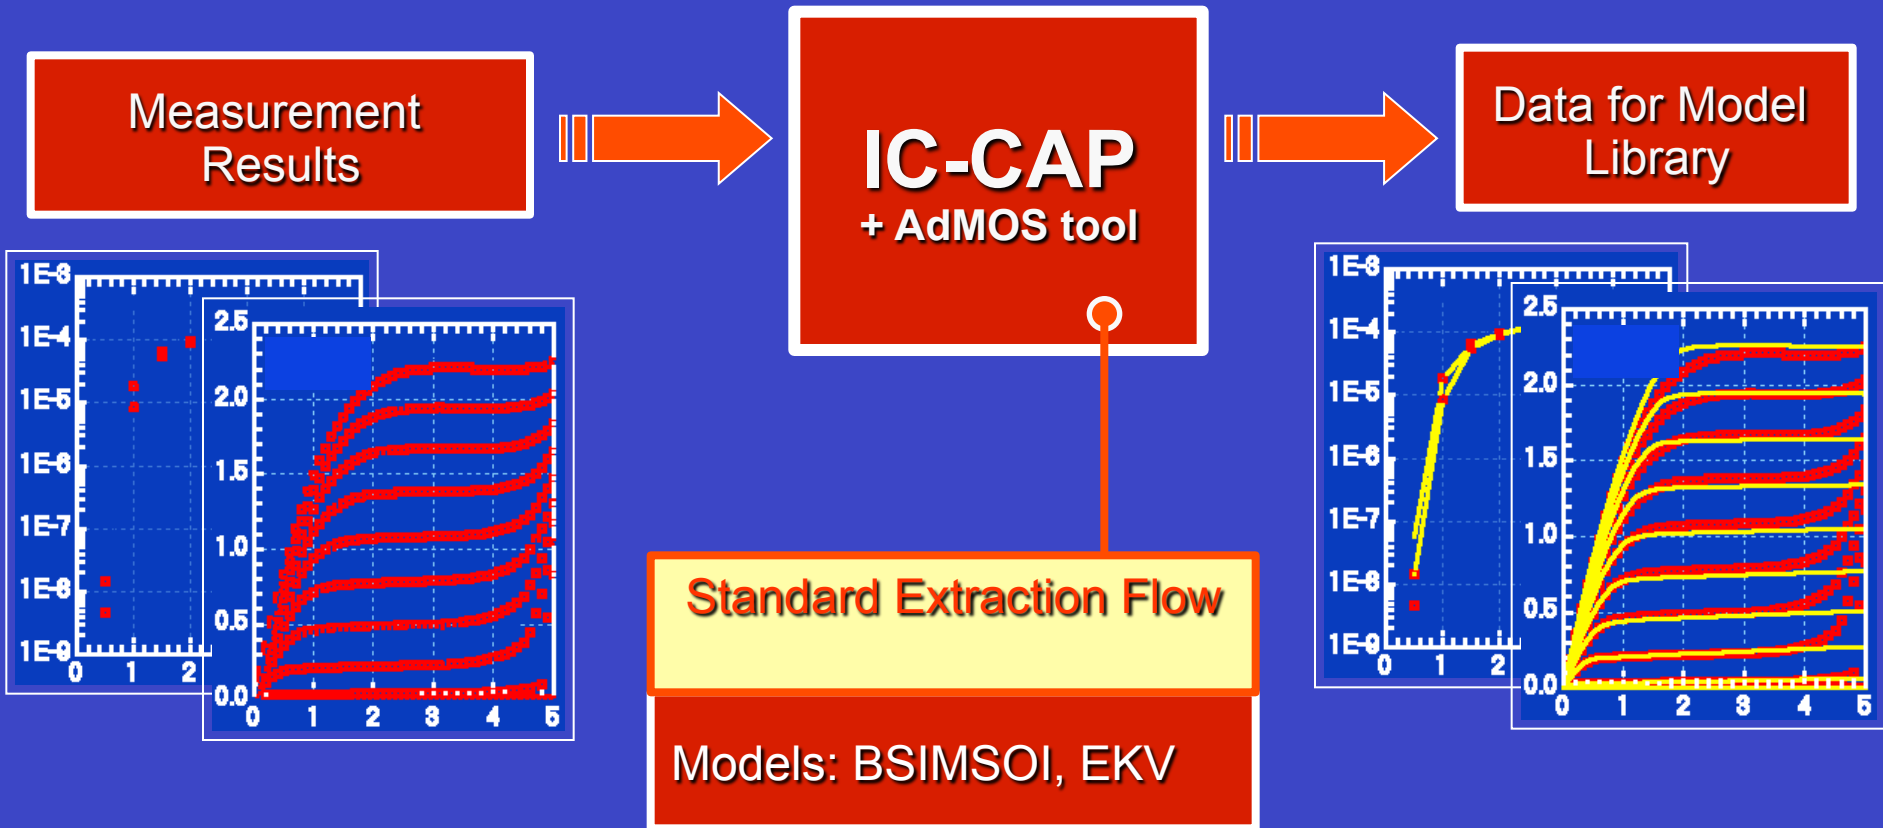 Measurement
Results
IC-CAP
+ AdMOS tool
Data for Model
Library
1E-3
1E-4
1E-5
1E-6
1E-7
1E-8
1E-9
0 1 2
2.5
2.0
1.5
1.0
0.5
0.0
0 1 2 3 4 5
Standard Extraction Flow
Models: BSIMSOI, EKV
1E-3
1E-4
1E-5
1E-6
1E-7
1E-8
1E-9
0 1 2
2.5
2.0
1.5
1.0
0.5
0.0
0 1 2 3 4 5